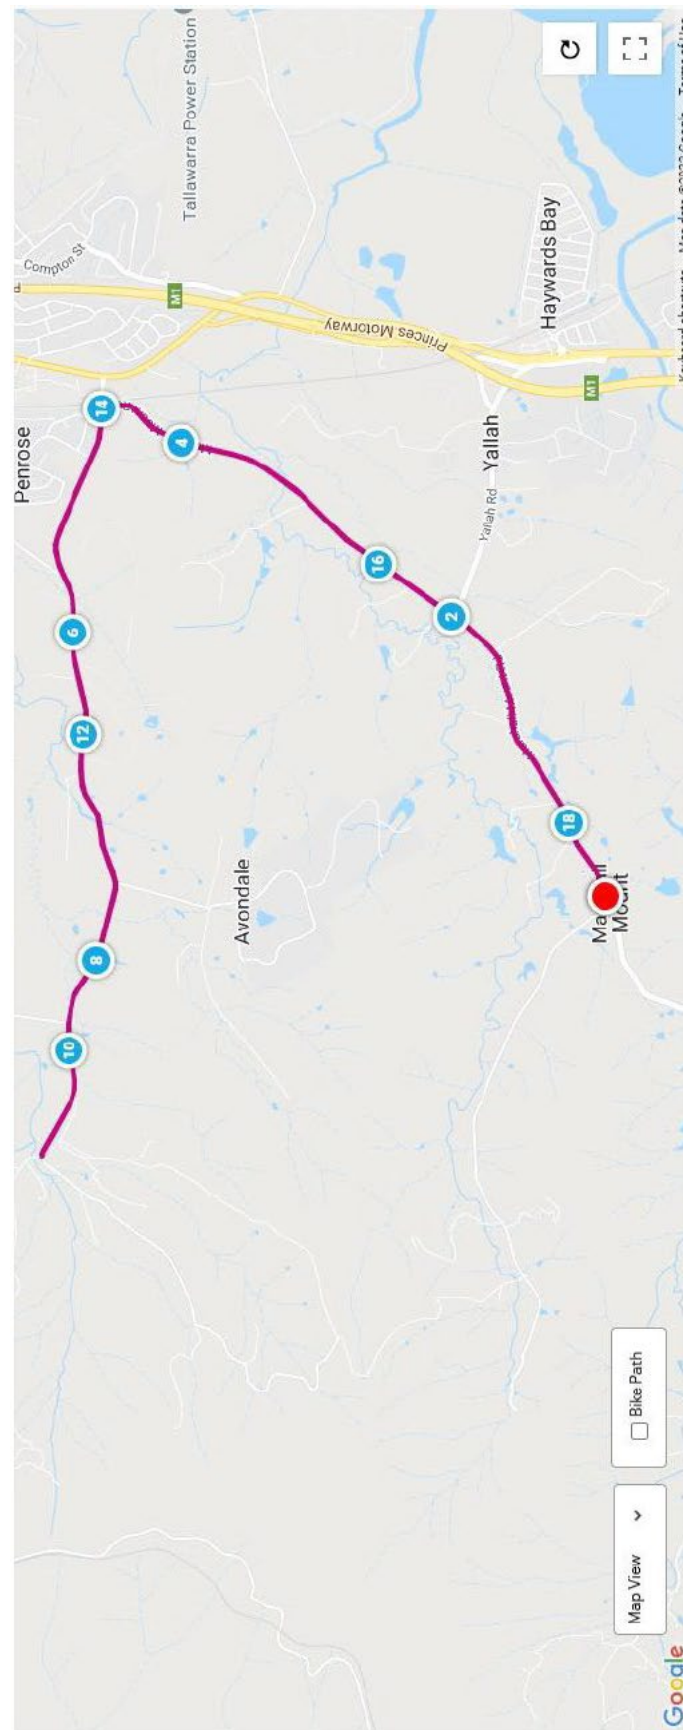 Tallawarra Power Station
Compton St
M1
Princes Motorway
Haywards Bay
M1
Penrose
14
4
Yallah
Yallah Rd
16
2
6
12
18
Avondale
Mount
8
10
Bike Path
Map View
Google